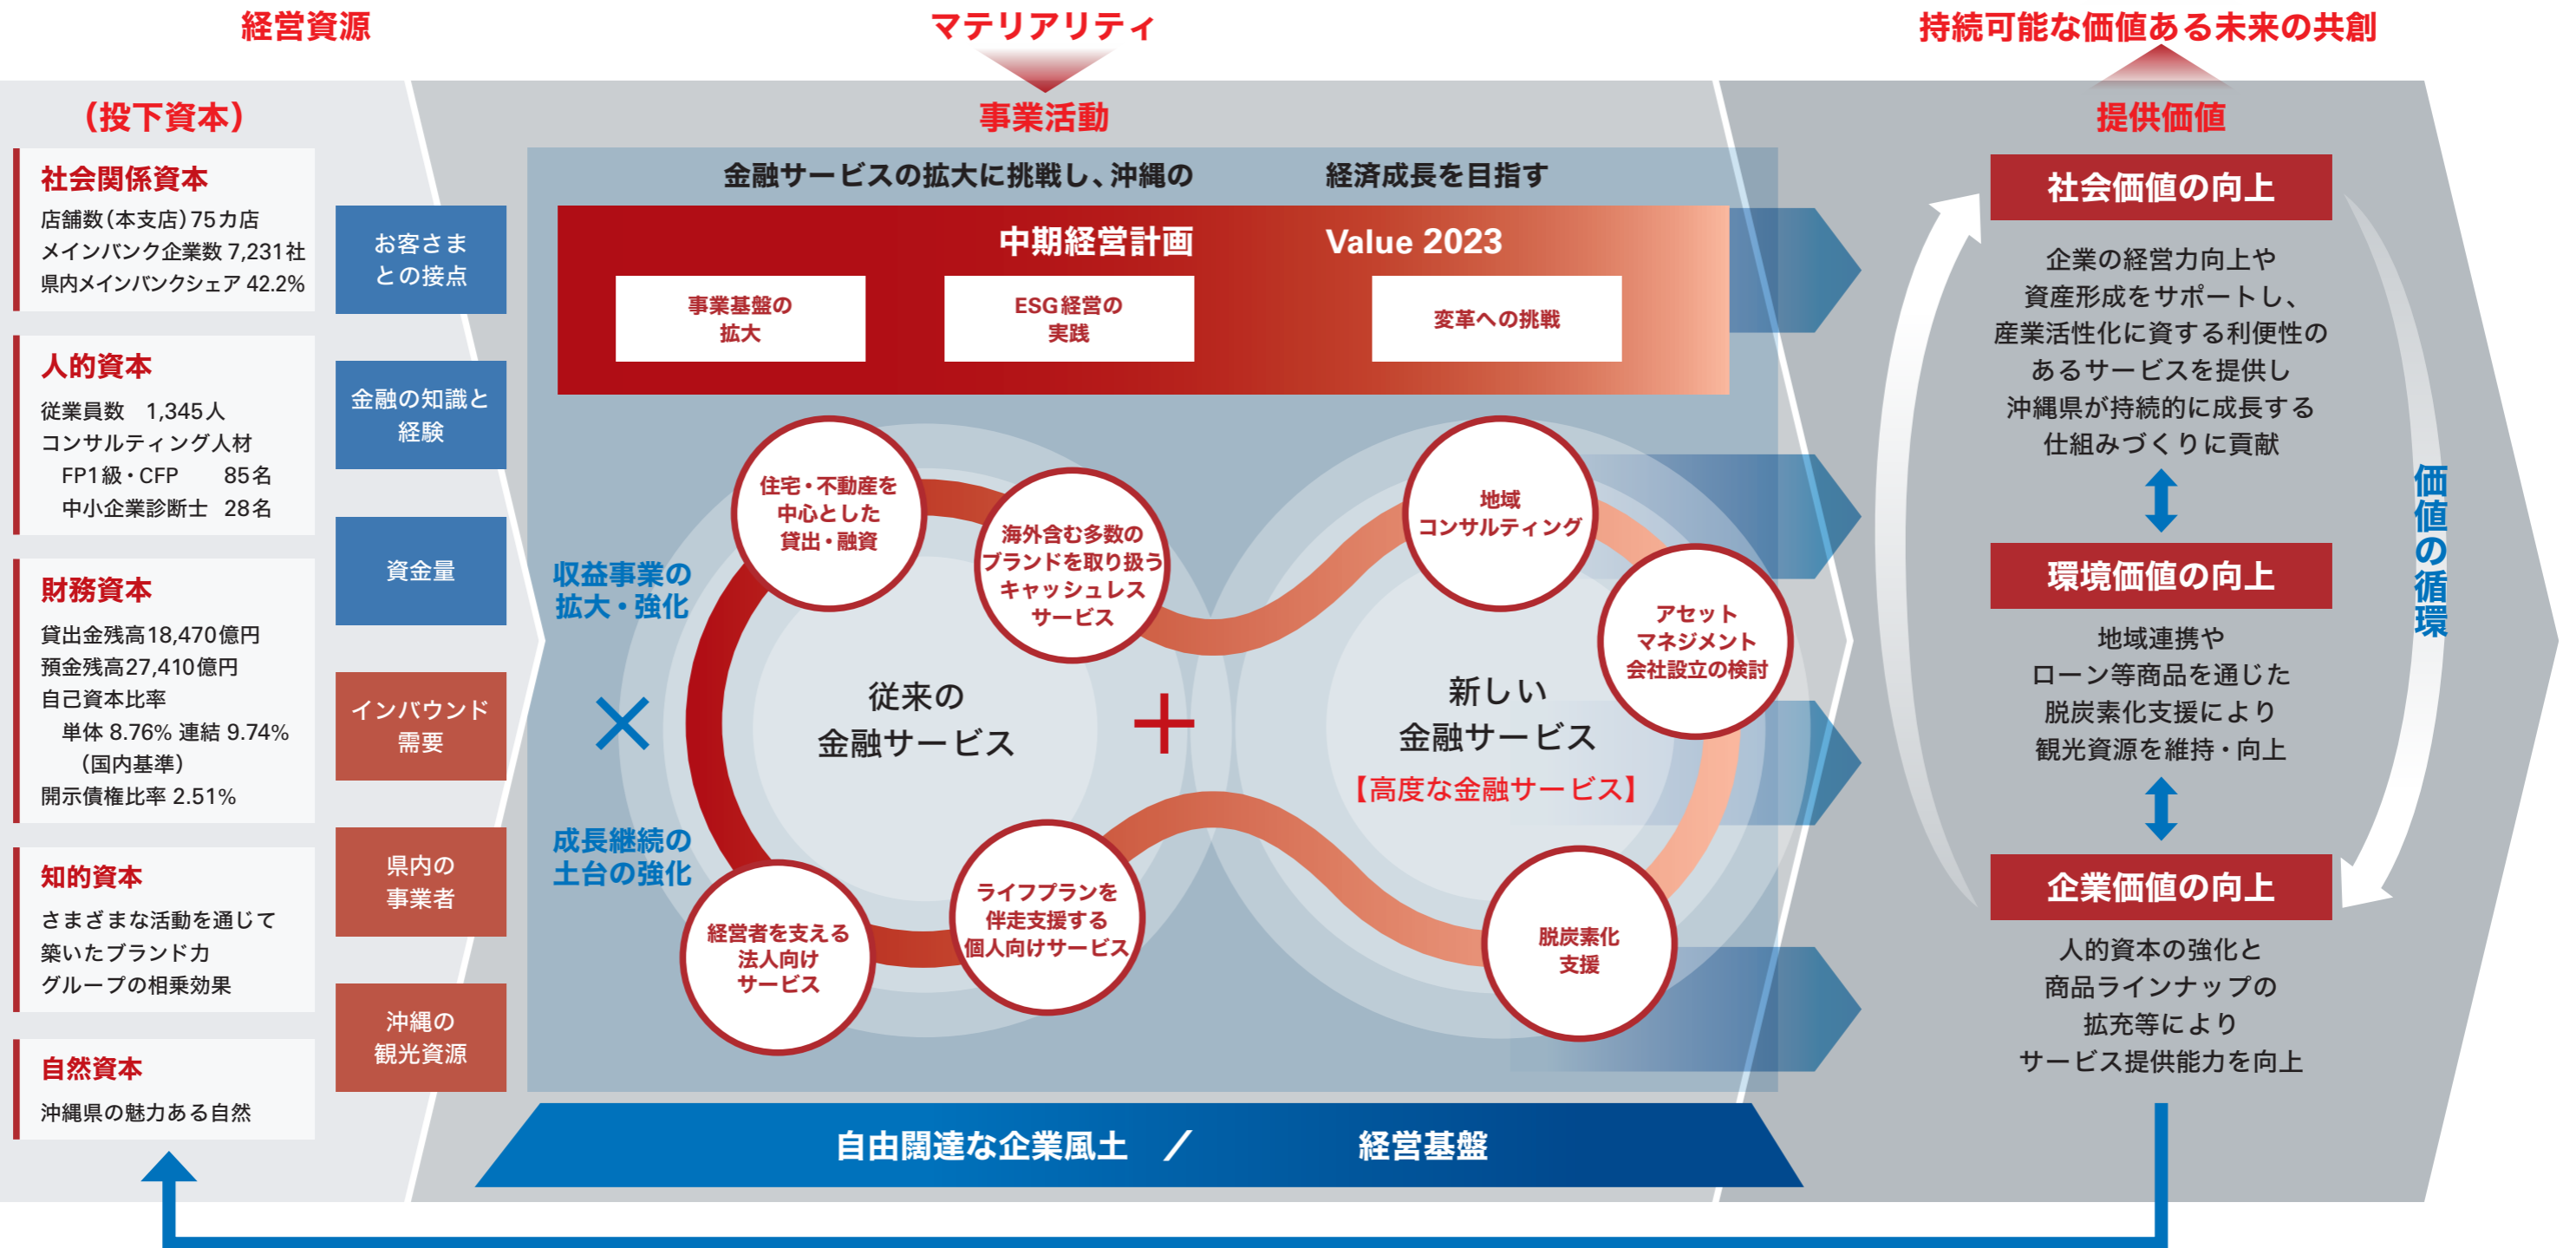 経営資源
マテリアリティ
持続可能な価値ある未来の共創
（投下資本）
社会関係資本
店舗数（本支店）75カ店
メインバンク企業数 7,231社
県内メインバンクシェア 42.2%
人的資本
従業員数　1,345人
コンサルティング人材
FP1級・CFP　85名
中小企業診断士　28名
財務資本
貸出金残高18,470億円
預金残高27,410億円
自己資本比率
単体 8.76% 連結 9.74%
（国内基準）
開示債権比率 2.51%
知的資本
さまざまな活動を通じて
築いたブランド力
グループの相乗効果
自然資本
沖縄県の魅力ある自然
お客さま
との接点
金融の知識と
経験
資金量
インバウンド
需要
県内の
事業者
沖縄の
観光資源
事業活動
金融サービスの拡大に挑戦し、沖縄の　経済成長を目指す
中期経営計画　Value 2023
事業基盤の
拡大
ESG経営の
実践
変革への挑戦
収益事業の
拡大・強化
×
成長継続の
土台の強化
住宅・不動産を
中心とした
貸出・融資
海外含む多数の
ブランドを取り扱う
キャッシュレス
サービス
従来の
金融サービス
経営者を支える
法人向け
サービス
ライフプランを
伴走支援する
個人向けサービス
＋
地域
コンサルティング
アセット
マネジメント
会社設立の検討
新しい
金融サービス
【高度な金融サービス】
脱炭素化
支援
自由闊達な企業風土　／　経営基盤
提供価値
社会価値の向上
企業の経営力向上や
資産形成をサポートし、
産業活性化に資する利便性の
あるサービスを提供し
沖縄県が持続的に成長する
仕組みづくりに貢献
環境価値の向上
地域連携や
ローン等商品を通じた
脱炭素化支援により
観光資源を維持・向上
企業価値の向上
人的資本の強化と
商品ラインナップの
拡充等により
サービス提供能力を向上
価値の循環